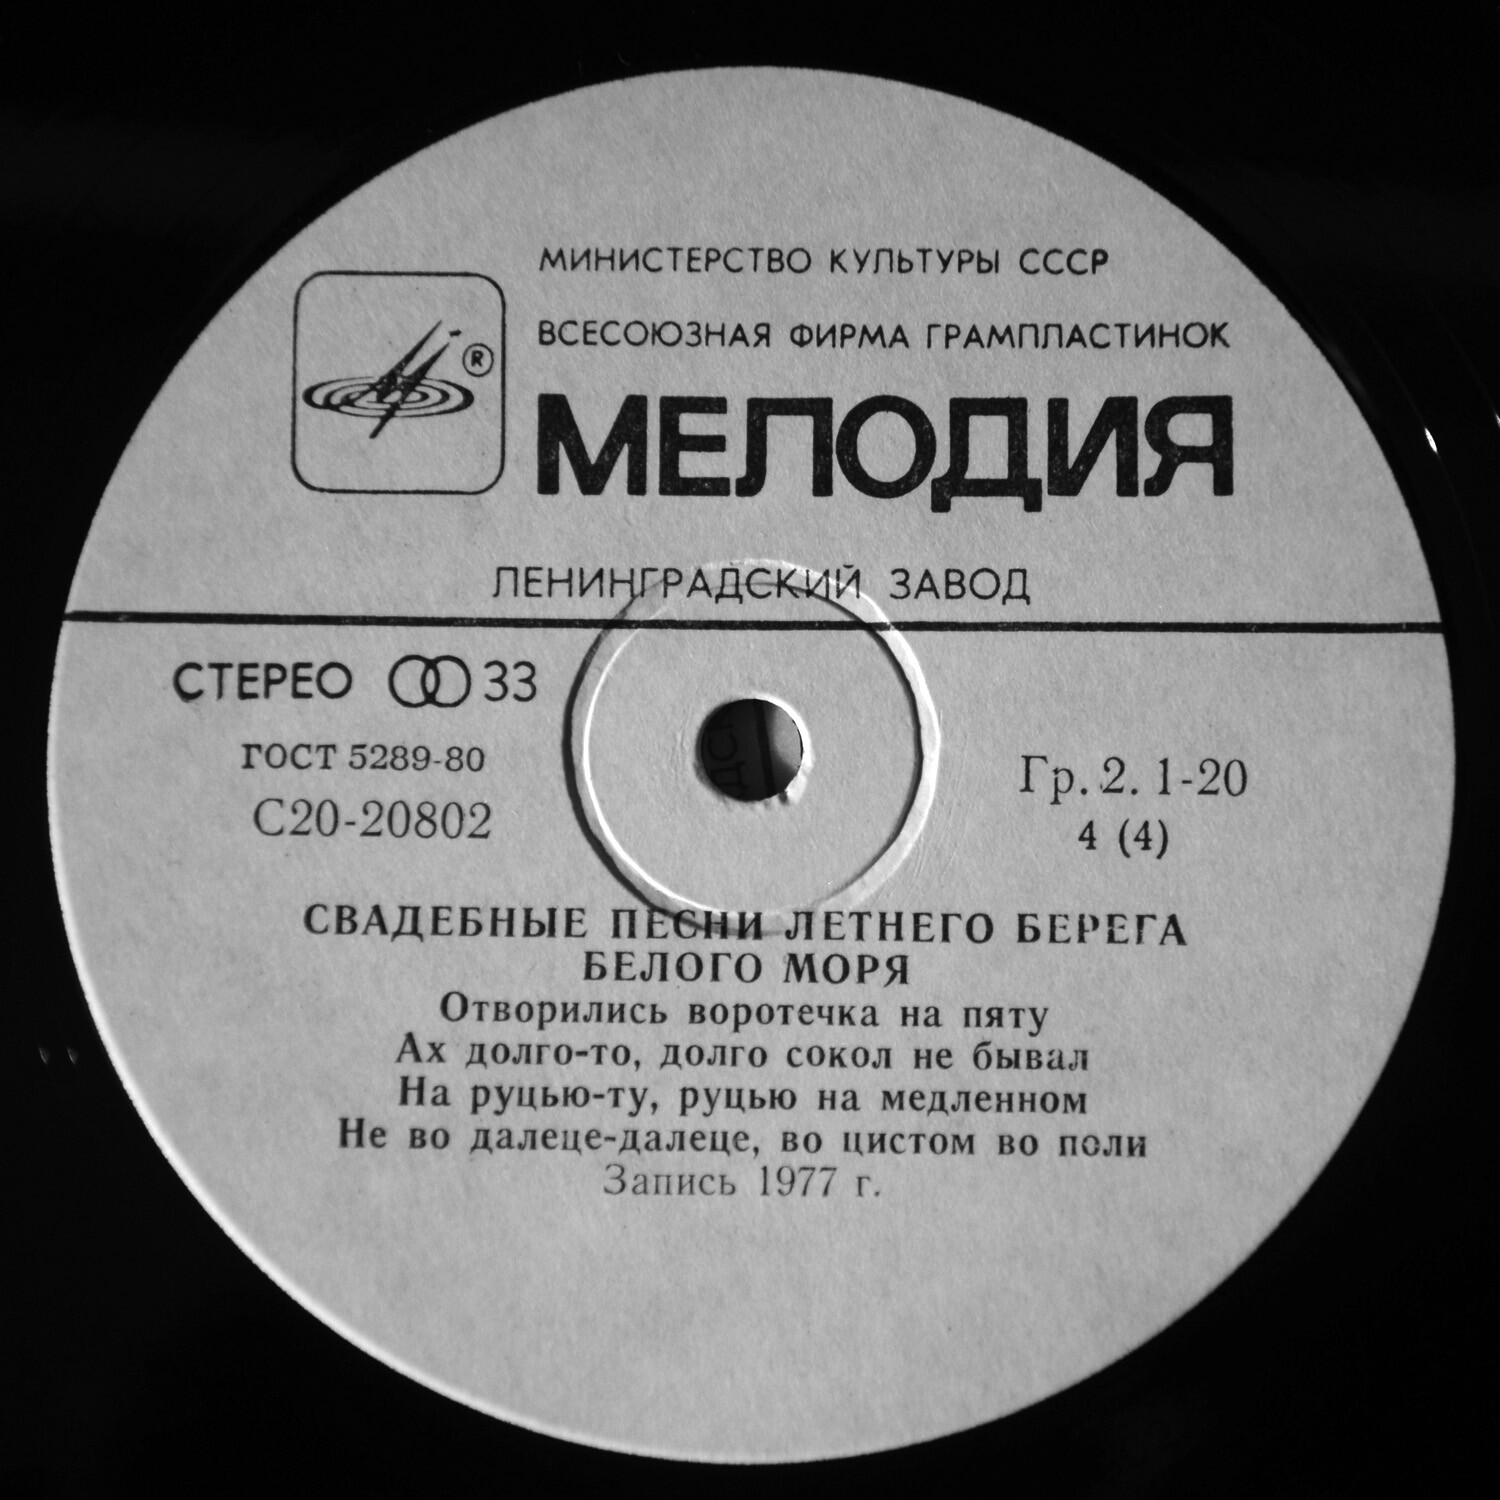 МИНИСТЕРСТВО КУЛЬТУРЫ СССР
ВСЕСОЮЗНАЯ ФИРМА ГРАМПЛАСТИНОК
®
МЕЛОДИЯ
ЛЕНИНГРАДСКИЙ ЗАВОД
СТЕРЕО 33
ГОСТ 5289-80
С20-20802
Гр. 2. 1-20
4 (4)
СВАДЕБНЫЕ ПЕСНИ ЛЕТНЕГО БЕРЕГА
БЕЛОГО МОРЯ
Отворились воротечка на пяту
Ах долго-то, долго сокол не бывал
На руцью-ту, руцью на медленном
Не во далеце-далеце, во цистом во поли
Запись 1977 г.